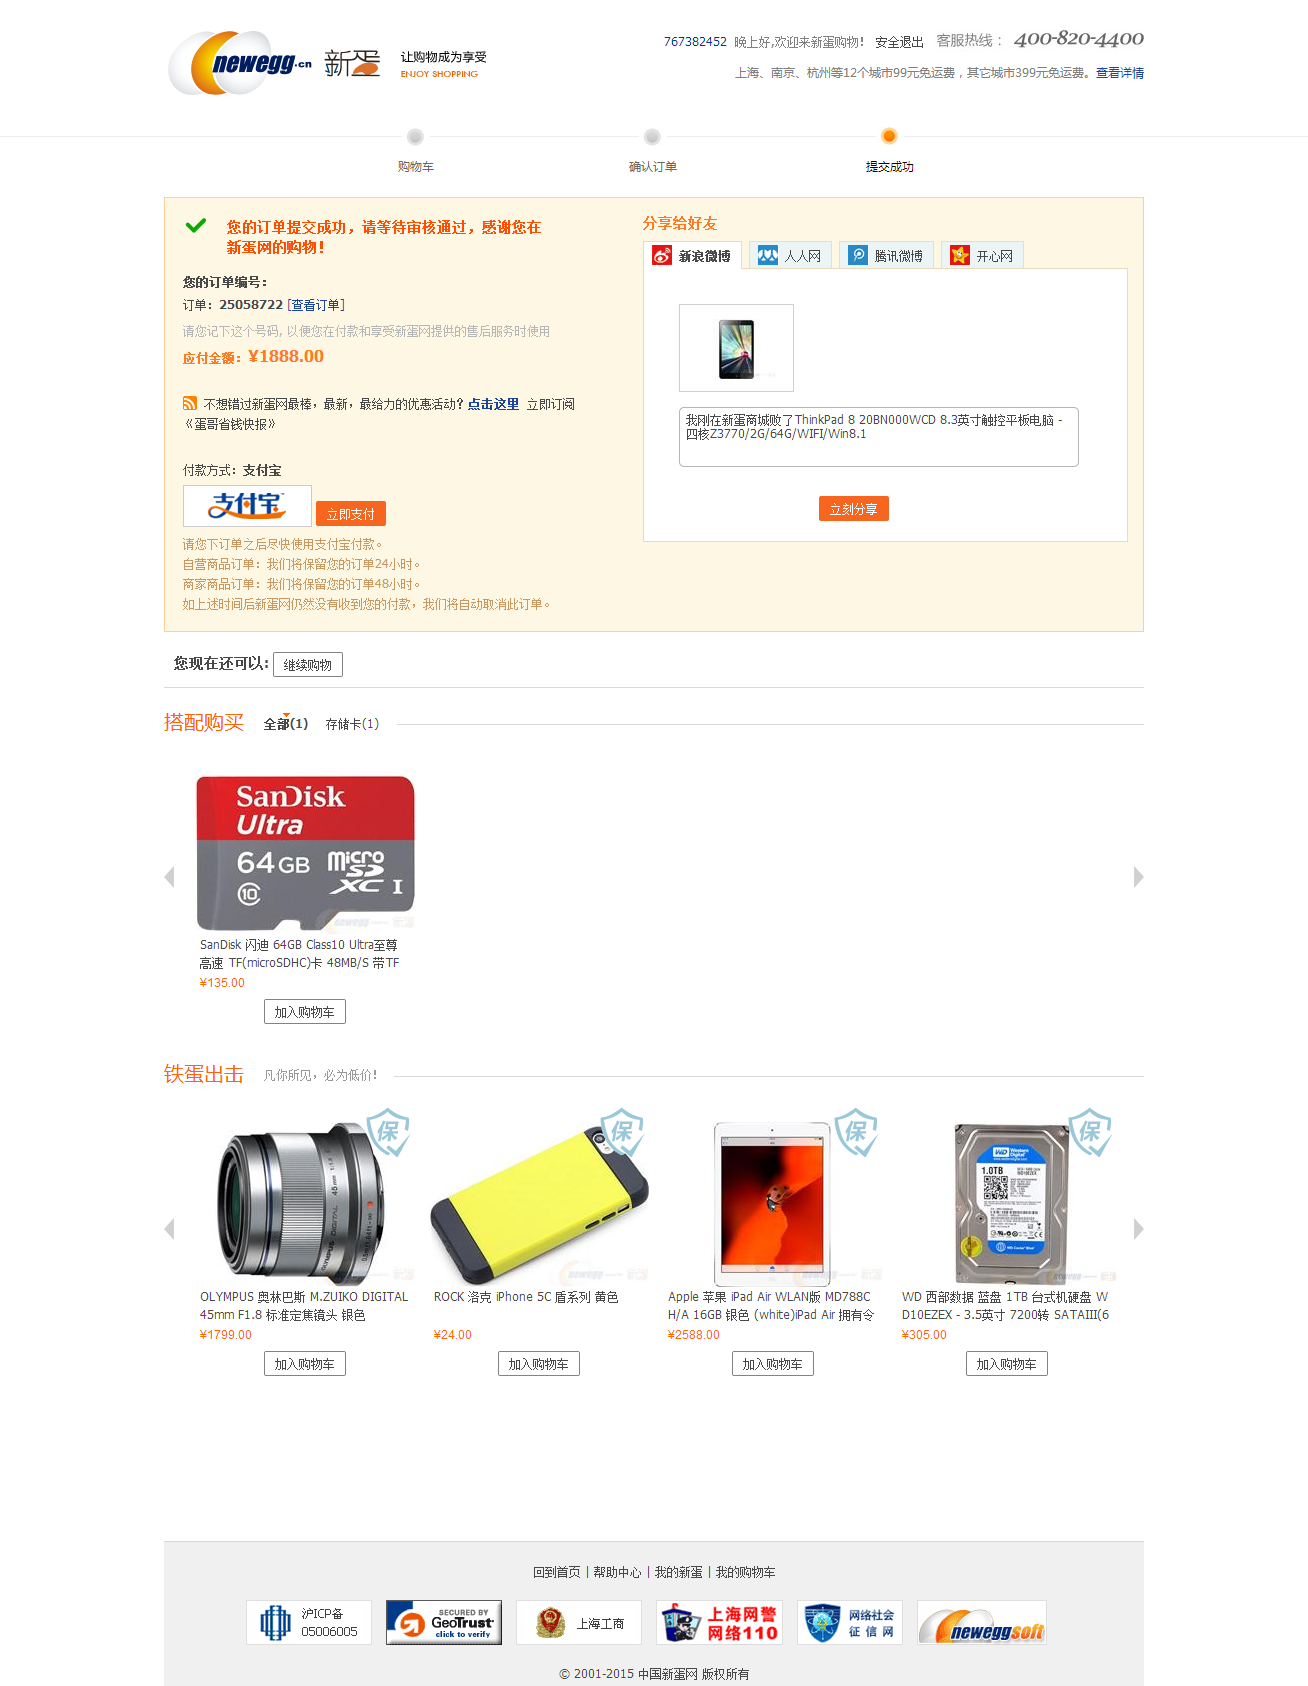 newegg.cn 新蛋 让购物成为享受
ENJOY SHOPPING
767382452 晚上好,欢迎来新蛋购物! 安全退出 客服热线： 400-820-4400
上海、南京、杭州等12个城市99元免运费，其它城市399元免运费。查看详情
购物车 确认订单 提交成功
您的订单提交成功，请等待审核通过，感谢您在
新蛋网的购物！
您的订单编号：
订单：25058722 [查看订单]
请您记下这个号码, 以便您在付款和享受新蛋网提供的售后服务时使用
应付金额：¥1888.00
不想错过新蛋网最棒，最新，最给力的优惠活动？点击这里 立即订阅
《蛋哥省钱快报》
付款方式：支付宝
支付宝 立即支付
请您下订单之后尽快使用支付宝付款。
自营商品订单：我们将保留您的订单24小时。
商家商品订单：我们将保留您的订单48小时。
如上述时间后新蛋网仍然没有收到您的付款，我们将自动取消此订单。
分享给好友
新浪微博 人人网 腾讯微博 开心网
我刚在新蛋商城败了ThinkPad 8 20BN000WCD 8.3英寸触控平板电脑 -
四核Z3770/2G/64G/WIFI/Win8.1
立刻分享
您现在还可以: 继续购物
搭配购买 全部(1) 存储卡(1)
SanDisk
Ultra
64GB micro SD XC I
10
SanDisk 闪迪 64GB Class10 Ultra至尊
高速 TF(microSDHC)卡 48MB/S 带TF
¥135.00
加入购物车
铁蛋出击 凡你所见，必为低价！
保 保 保 保
OLYMPUS 奥林巴斯 M.ZUIKO DIGITAL
45mm F1.8 标准定焦镜头 银色
¥1799.00
加入购物车
ROCK 洛克 iPhone 5C 盾系列 黄色
¥24.00
加入购物车
Apple 苹果 iPad Air WLAN版 MD788C
H/A 16GB 银色 (white)iPad Air 拥有令
¥2588.00
加入购物车
WD Western Digital
1.0TB
WD 西部数据 蓝盘 1TB 台式机硬盘 W
D10EZEX - 3.5英寸 7200转 SATAIII(6
¥305.00
加入购物车
回到首页 | 帮助中心 | 我的新蛋 | 我的购物车
沪ICP备
05006005
SECURED BY
GeoTrust
click to verify
上海工商
上海网警
网络110
网络社会
征信网
neweggsoft
© 2001-2015 中国新蛋网 版权所有